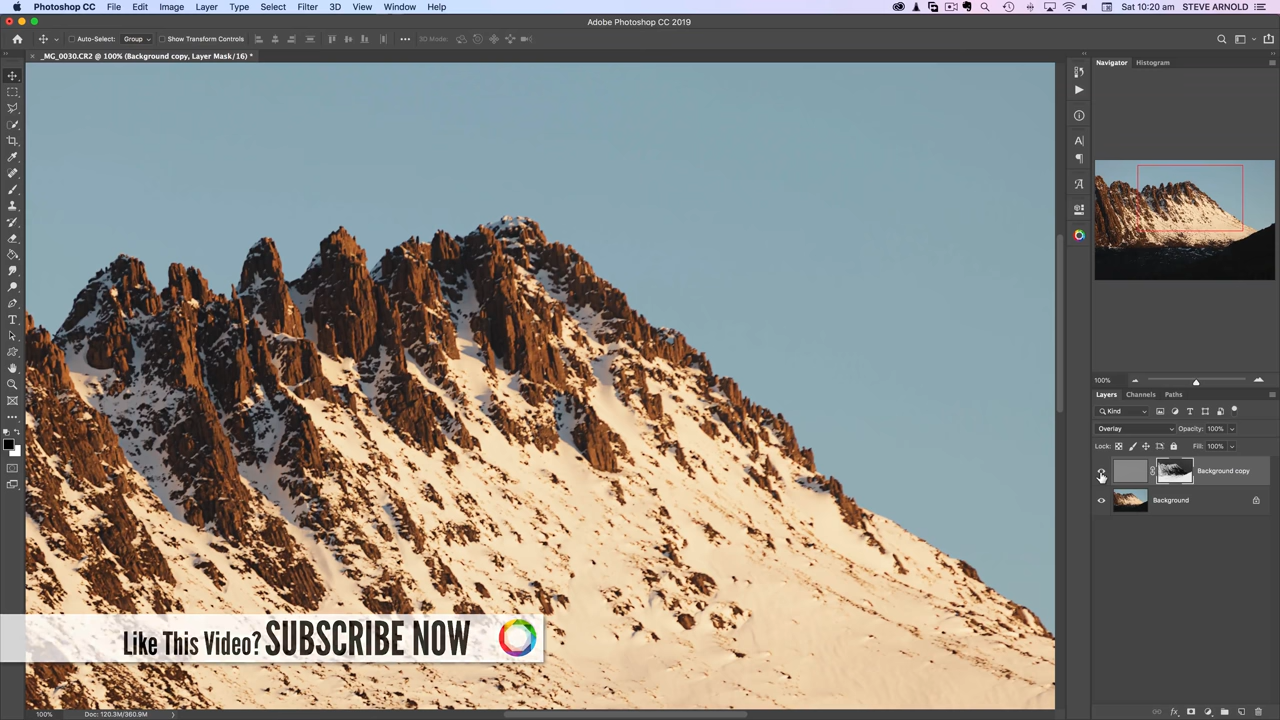 Photoshop CC File Edit Image Layer Type Select Filter 3D View Window Help Sat 10:20 am STEVE ARNOLD
Adobe Photoshop CC 2019
Auto-Select: Group Show Transform Controls 3D Mode:
_MG_0030.CR2 @ 100% (Background copy, Layer Mask/16) *
Navigator Histogram
100%
Layers Channels Paths
Kind
Overlay Opacity: 100%
Lock: Fill: 100%
Background copy
Background
Like This Video? SUBSCRIBE NOW
100% Doc: 120.3M/360.9M